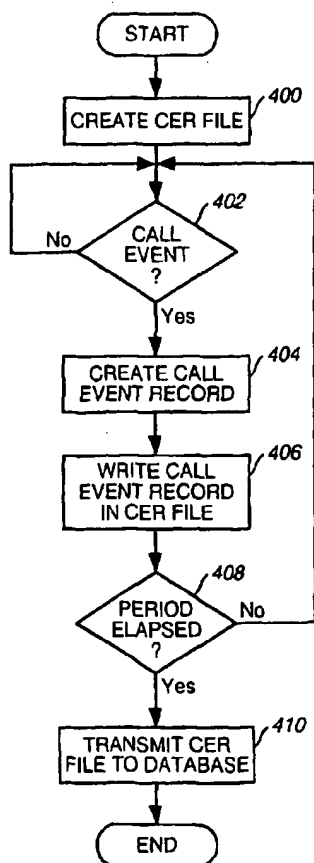 START
400
CREATE CER FILE
402
No
CALL
EVENT
?
Yes
404
CREATE CALL
EVENT RECORD
406
WRITE CALL
EVENT RECORD
IN CER FILE
408
PERIOD
ELAPSED
?
No
Yes
410
TRANSMIT CER
FILE TO DATABASE
END